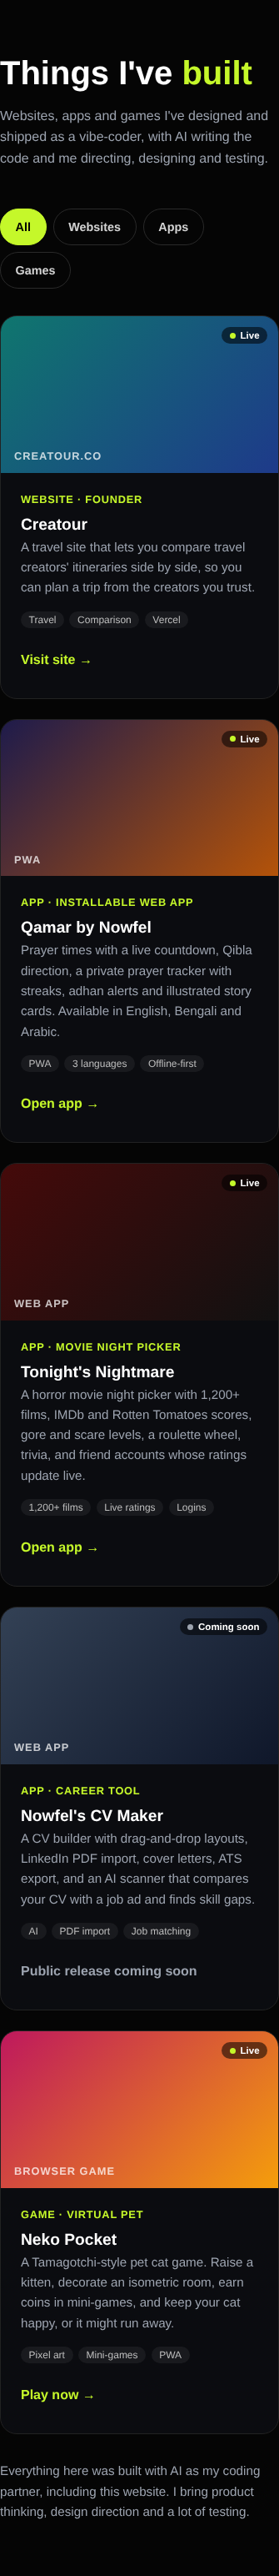 Things I've built
Websites, apps and games I've designed and
shipped as a vibe-coder, with AI writing the
code and me directing, designing and testing.
All
Websites
Apps
Games
Live
CREATOUR.CO
WEBSITE · FOUNDER
Creatour
A travel site that lets you compare travel
creators' itineraries side by side, so you
can plan a trip from the creators you trust.
Travel
Comparison
Vercel
Visit site →
Live
PWA
APP · INSTALLABLE WEB APP
Qamar by Nowfel
Prayer times with a live countdown, Qibla
direction, a private prayer tracker with
streaks, adhan alerts and illustrated story
cards. Available in English, Bengali and
Arabic.
PWA
3 languages
Offline-first
Open app →
Live
WEB APP
APP · MOVIE NIGHT PICKER
Tonight's Nightmare
A horror movie night picker with 1,200+
films, IMDb and Rotten Tomatoes scores,
gore and scare levels, a roulette wheel,
trivia, and friend accounts whose ratings
update live.
1,200+ films
Live ratings
Logins
Open app →
Coming soon
WEB APP
APP · CAREER TOOL
Nowfel's CV Maker
A CV builder with drag-and-drop layouts,
LinkedIn PDF import, cover letters, ATS
export, and an AI scanner that compares
your CV with a job ad and finds skill gaps.
AI
PDF import
Job matching
Public release coming soon
Live
BROWSER GAME
GAME · VIRTUAL PET
Neko Pocket
A Tamagotchi-style pet cat game. Raise a
kitten, decorate an isometric room, earn
coins in mini-games, and keep your cat
happy, or it might run away.
Pixel art
Mini-games
PWA
Play now →
Everything here was built with AI as my coding
partner, including this website. I bring product
thinking, design direction and a lot of testing.